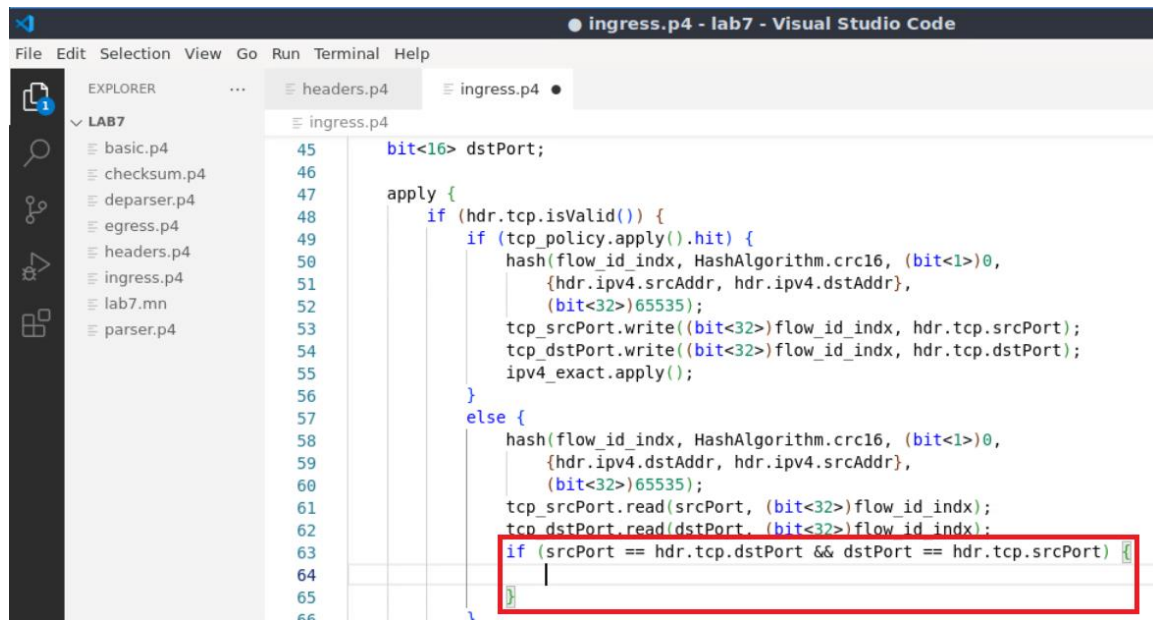 ● ingress.p4 - lab7 - Visual Studio Code
File Edit Selection View Go Run Terminal Help
1
EXPLORER ...
LAB7
basic.p4
checksum.p4
deparser.p4
egress.p4
headers.p4
ingress.p4
lab7.mn
parser.p4
headers.p4 ingress.p4 ●
ingress.p4
45 bit<16> dstPort;
46
47 apply {
48 if (hdr.tcp.isValid()) {
49 if (tcp_policy.apply().hit) {
50 hash(flow_id_indx, HashAlgorithm.crc16, (bit<1>)0,
51 {hdr.ipv4.srcAddr, hdr.ipv4.dstAddr},
52 (bit<32>)65535);
53 tcp_srcPort.write((bit<32>)flow_id_indx, hdr.tcp.srcPort);
54 tcp_dstPort.write((bit<32>)flow_id_indx, hdr.tcp.dstPort);
55 ipv4_exact.apply();
56 }
57 else {
58 hash(flow_id_indx, HashAlgorithm.crc16, (bit<1>)0,
59 {hdr.ipv4.dstAddr, hdr.ipv4.srcAddr},
60 (bit<32>)65535);
61 tcp_srcPort.read(srcPort, (bit<32>)flow_id_indx);
62 tcp_dstPort.read(dstPort, (bit<32>)flow_id_indx);
63 if (srcPort == hdr.tcp.dstPort && dstPort == hdr.tcp.srcPort) {
64
65 }
66 }